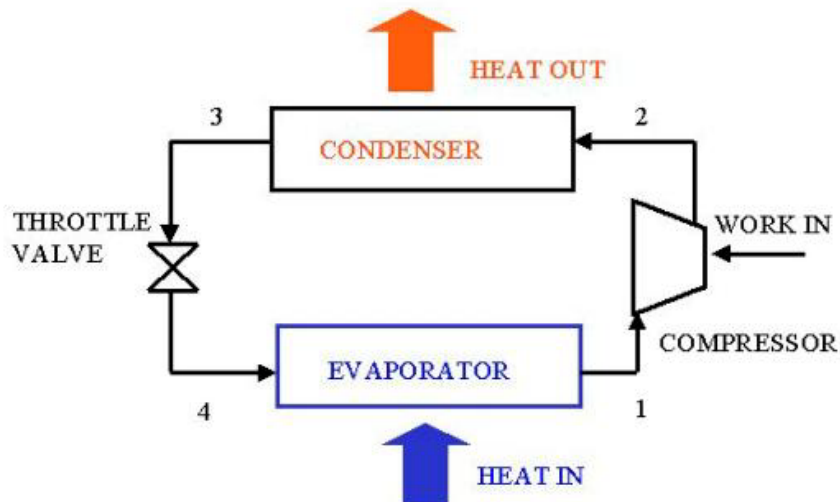 HEAT OUT
3
2
CONDENSER
THROTTLE
VALVE
WORK IN
COMPRESSOR
EVAPORATOR
4
1
HEAT IN